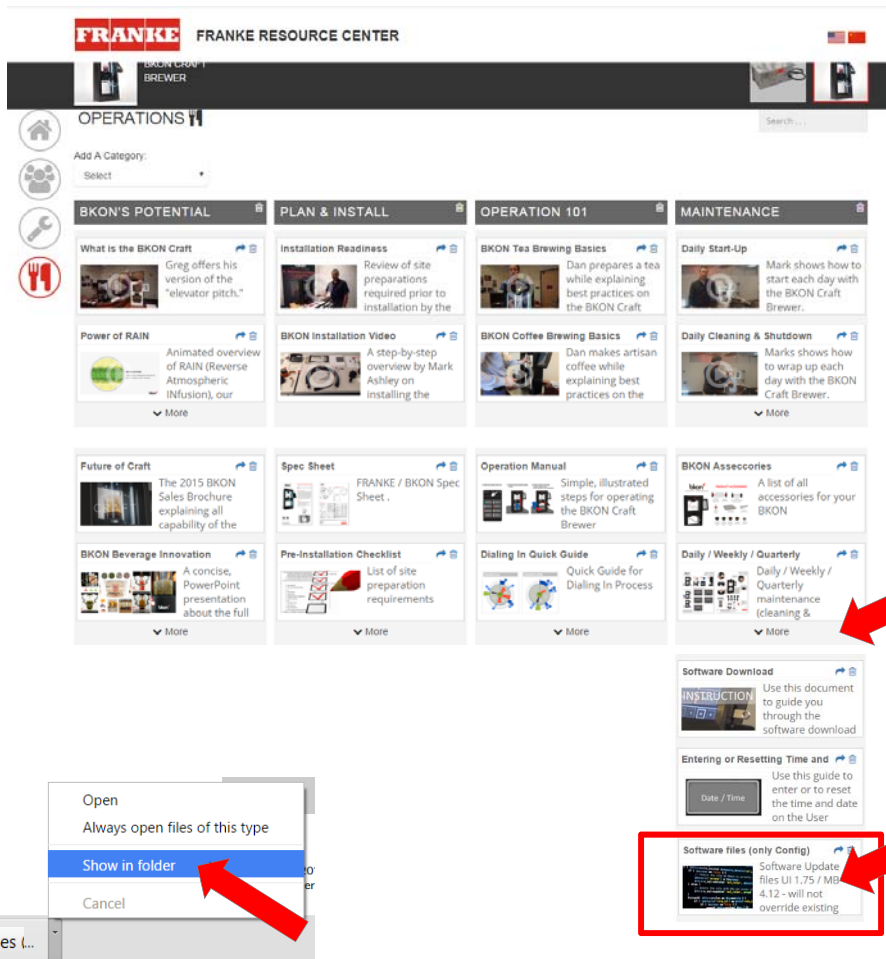 FRANKE FRANKE RESOURCE CENTER
BKON CRAFT
BREWER
OPERATIONS
Search . . .
Add A Category:
Select
BKON'S POTENTIAL
What is the BKON Craft
Greg offers his
version of the
"elevator pitch."
Power of RAIN
Animated overview
of RAIN (Reverse
Atmospheric
INfusion), our
More
Future of Craft
The 2015 BKON
Sales Brochure
explaining all
capability of the
BKON Beverage Innovation
A concise,
PowerPoint
presentation
about the full
More
PLAN & INSTALL
Installation Readiness
Review of site
preparations
required prior to
installation by the
BKON Installation Video
A step-by-step
overview by Mark
Ashley on
installing the
Spec Sheet
FRANKE / BKON Spec
Sheet .
Pre-Installation Checklist
List of site
preparation
requirements
More
OPERATION 101
BKON Tea Brewing Basics
Dan prepares a tea
while explaining
best practices on
the BKON Craft
BKON Coffee Brewing Basics
Dan makes artisan
coffee while
explaining best
practices on the
Operation Manual
Simple, illustrated
steps for operating
the BKON Craft
Brewer
Dialing In Quick Guide
Quick Guide for
Dialing In Process
More
MAINTENANCE
Daily Start-Up
Mark shows how to
start each day with
the BKON Craft
Brewer.
Daily Cleaning & Shutdown
Marks shows how
to wrap up each
day with the BKON
Craft Brewer.
More
BKON Asseccories
bkon
A list of all
accessories for your
BKON
Daily / Weekly / Quarterly
Daily / Weekly /
Quarterly
maintenance
(cleaning &
More
Software Download
INSTRUCTION
Use this document
to guide you
through the
software download
Entering or Resetting Time and
Date / Time
Use this guide to
enter or to reset
the time and date
on the User
Software files (only Config)
Software Update
files UI 1.75 / MB
4.12 - will not
override existing
Open
Always open files of this type
Show in folder
Cancel
es (...